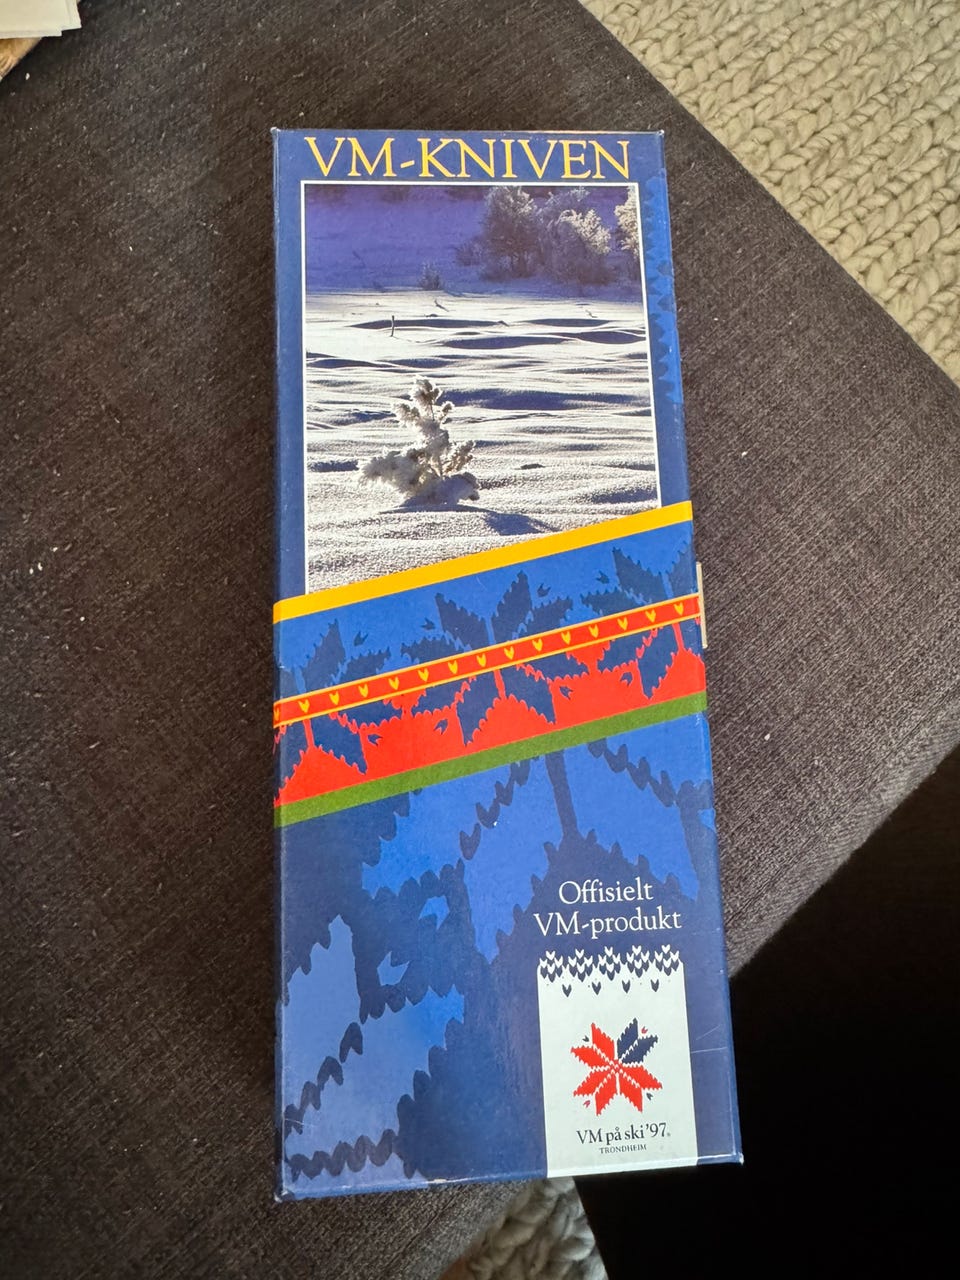 VM-KNIVEN
Offisielt
VM-produkt
VM på ski '97
TRONDHEIM